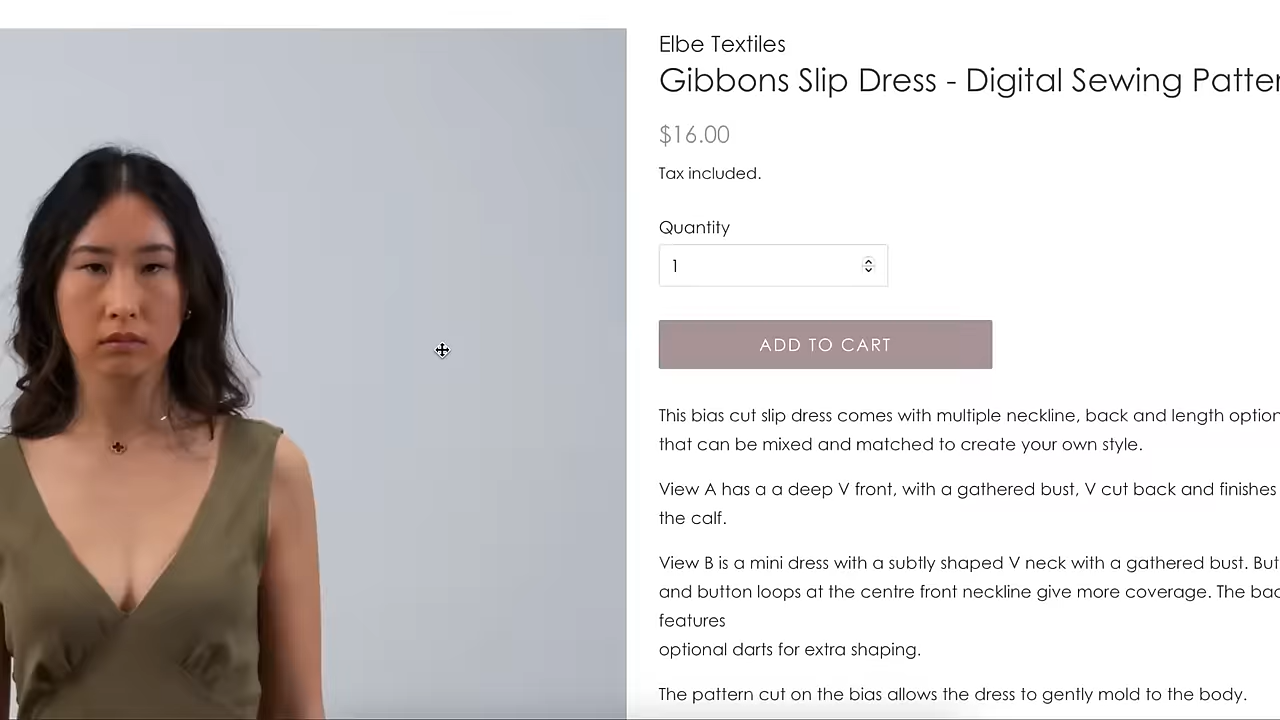 Elbe Textiles
Gibbons Slip Dress - Digital Sewing
$16.00
Tax included.
Quantity
1
ADD TO CART
This bias cut slip dress comes with multiple neckline, back and length
that can be mixed and matched to create your own style.
View A has a a deep V front, with a gathered bust, V cut back and finishes
the calf.
View B is a mini dress with a subtly shaped V neck with a gathered bust.
and button loops at the centre front neckline give more coverage. The
features
optional darts for extra shaping.
The pattern cut on the bias allows the dress to gently mold to the body.